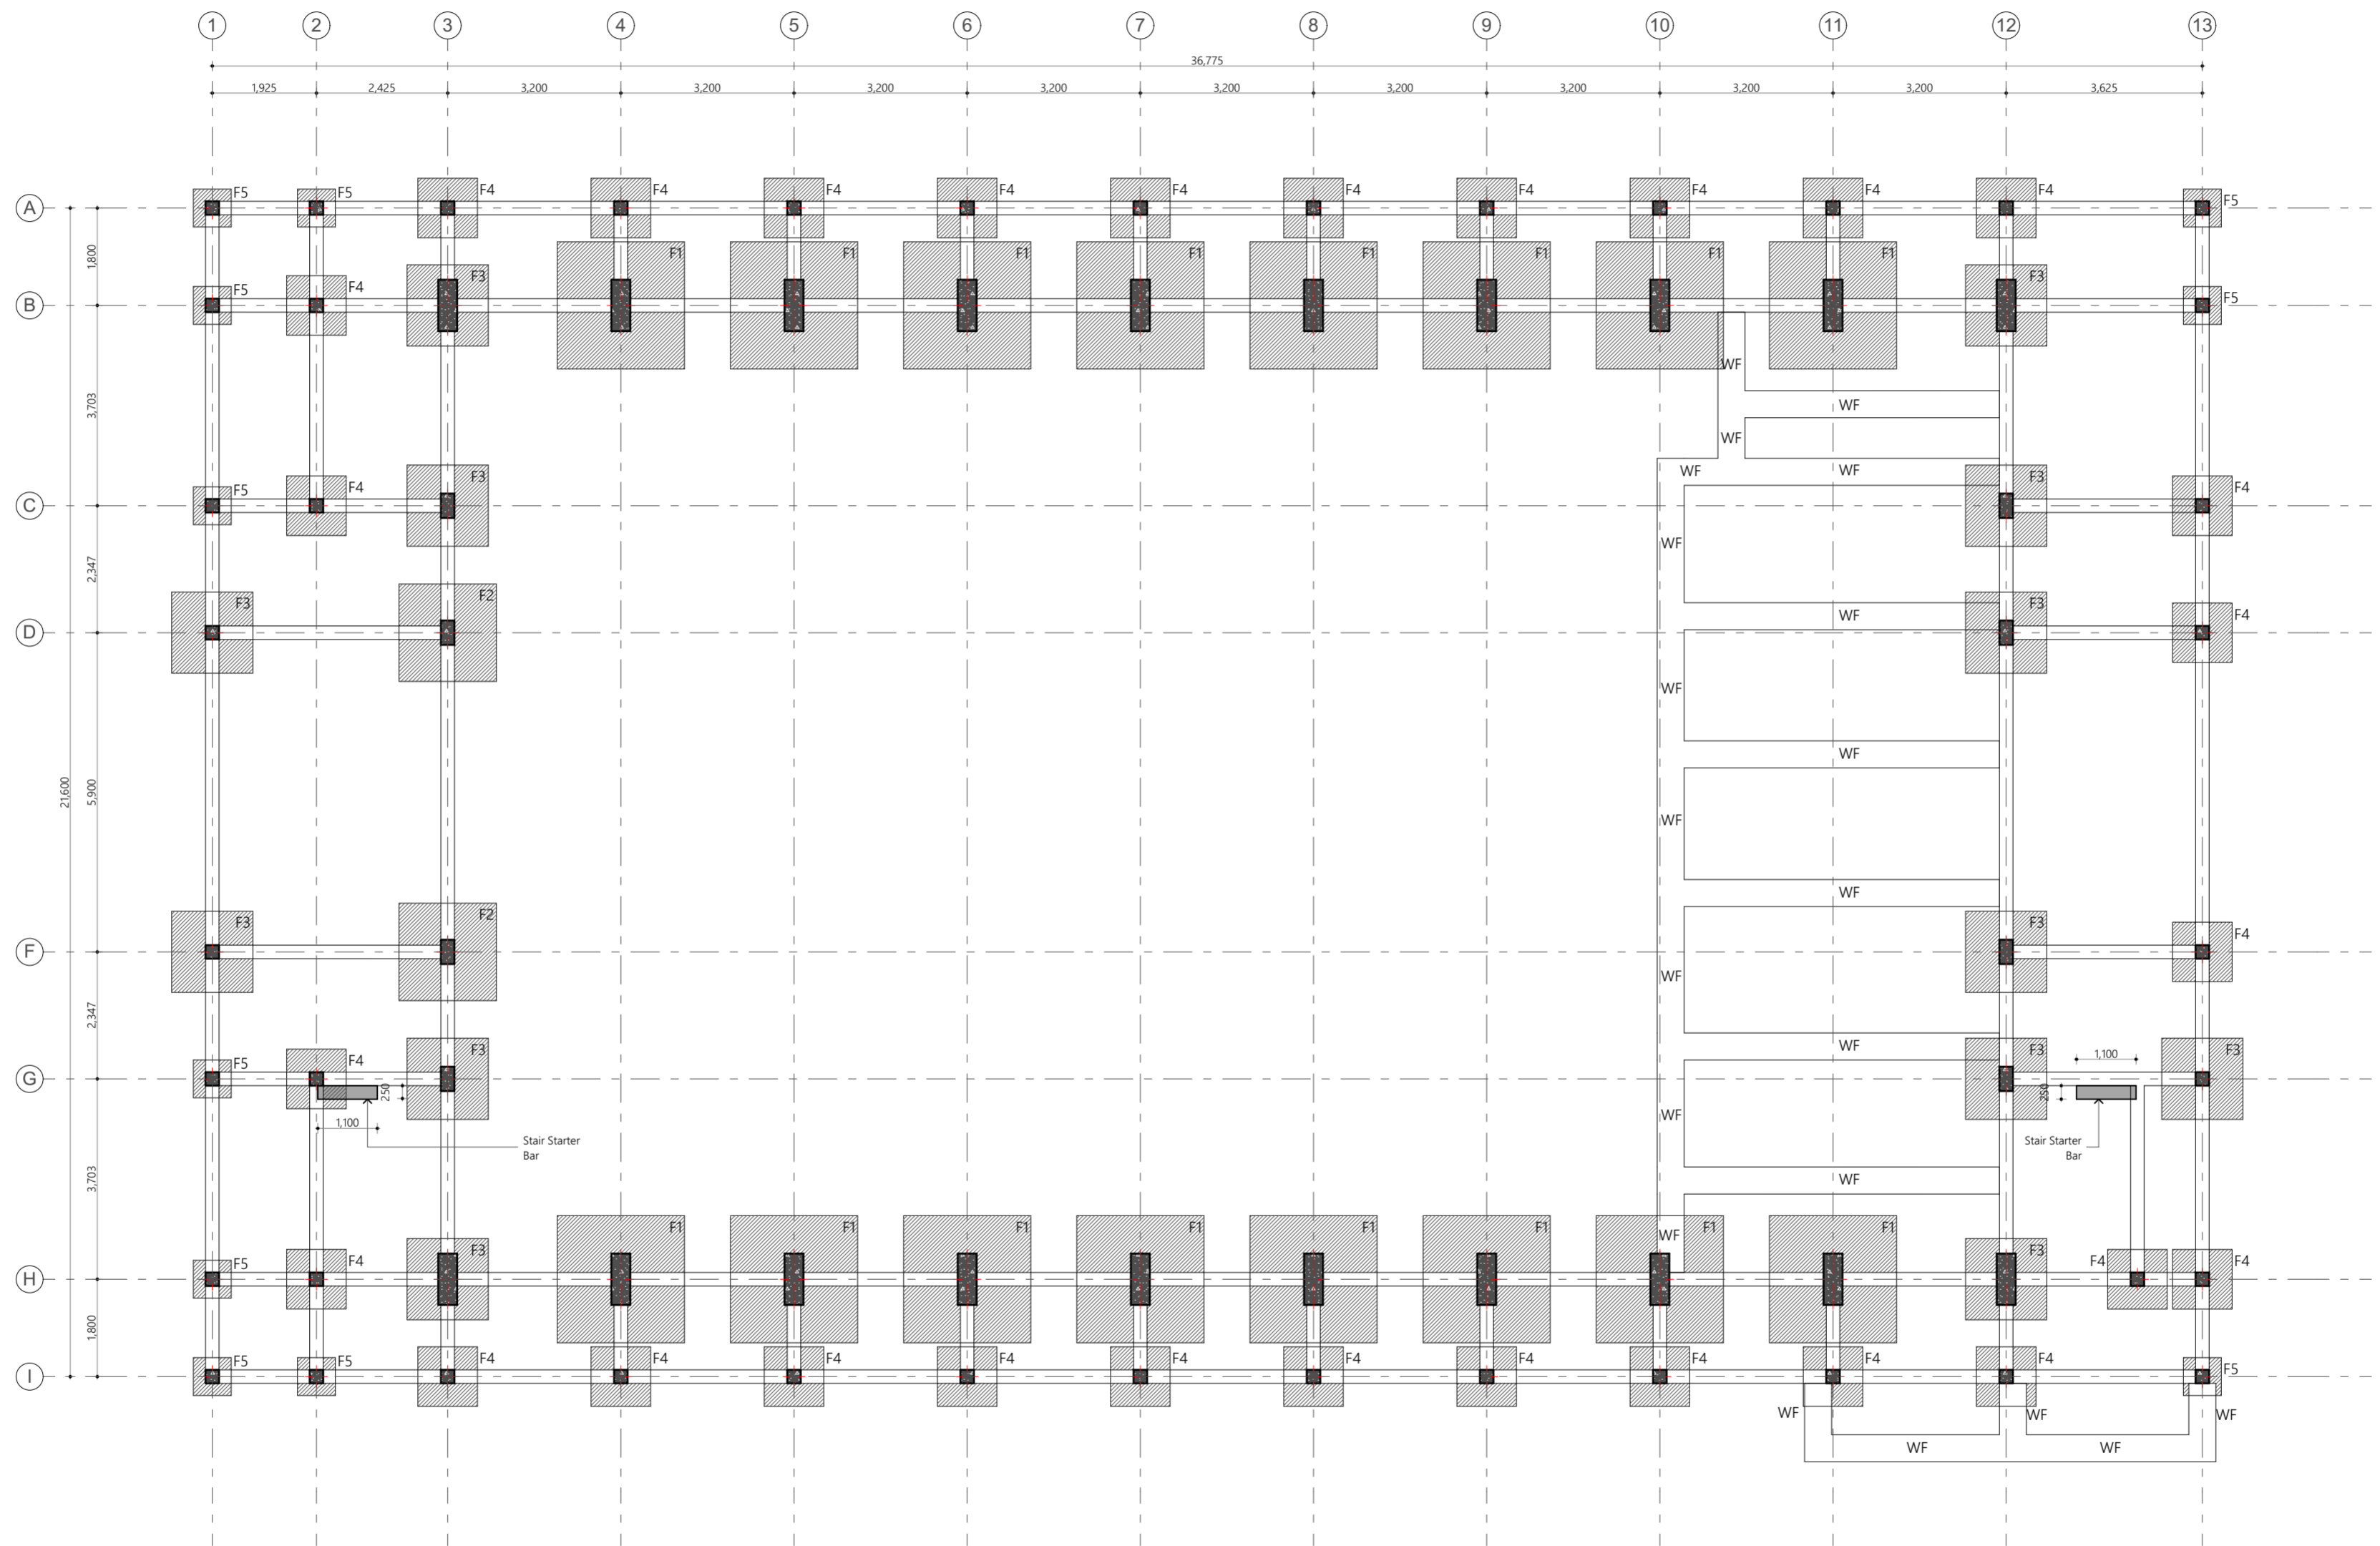 1 2 3 4 5 6 7 8 9 10 11 12 13
36,775
1,925 2,425 3,200 3,200 3,200 3,200 3,200 3,200 3,200 3,200 3,200 3,625
F5 F5 F4 F4 F4 F4 F4 F4 F4 F4 F4 F4 F5
A
1,800
F1 F1 F1 F1 F1 F1 F1 F1
F5 F4 F3 F3 F5
B
WF
3,703
WF
WF
WF WF
F5 F4 F3 F3 F4
C
WF
2,347
F3 F2 WF F3 F4
D
WF
WF
21,600
5,900
WF
WF
F3 F2 F3 F4
F
WF
2,347
WF
F5 F4 F3 F3 1,100 F3
G
250 250
1,100
WF
Stair Starter
Bar
Stair Starter
Bar
3,703
WF
F1 F1 F1 F1 F1 F1 F1 F1
WF
F5 F4 F3 F3 F4 F4
H
1,800
F5 F5 F4 F4 F4 F4 F4 F4 F4 F4 F4 F4 F5
I
WF WF WF
WF WF